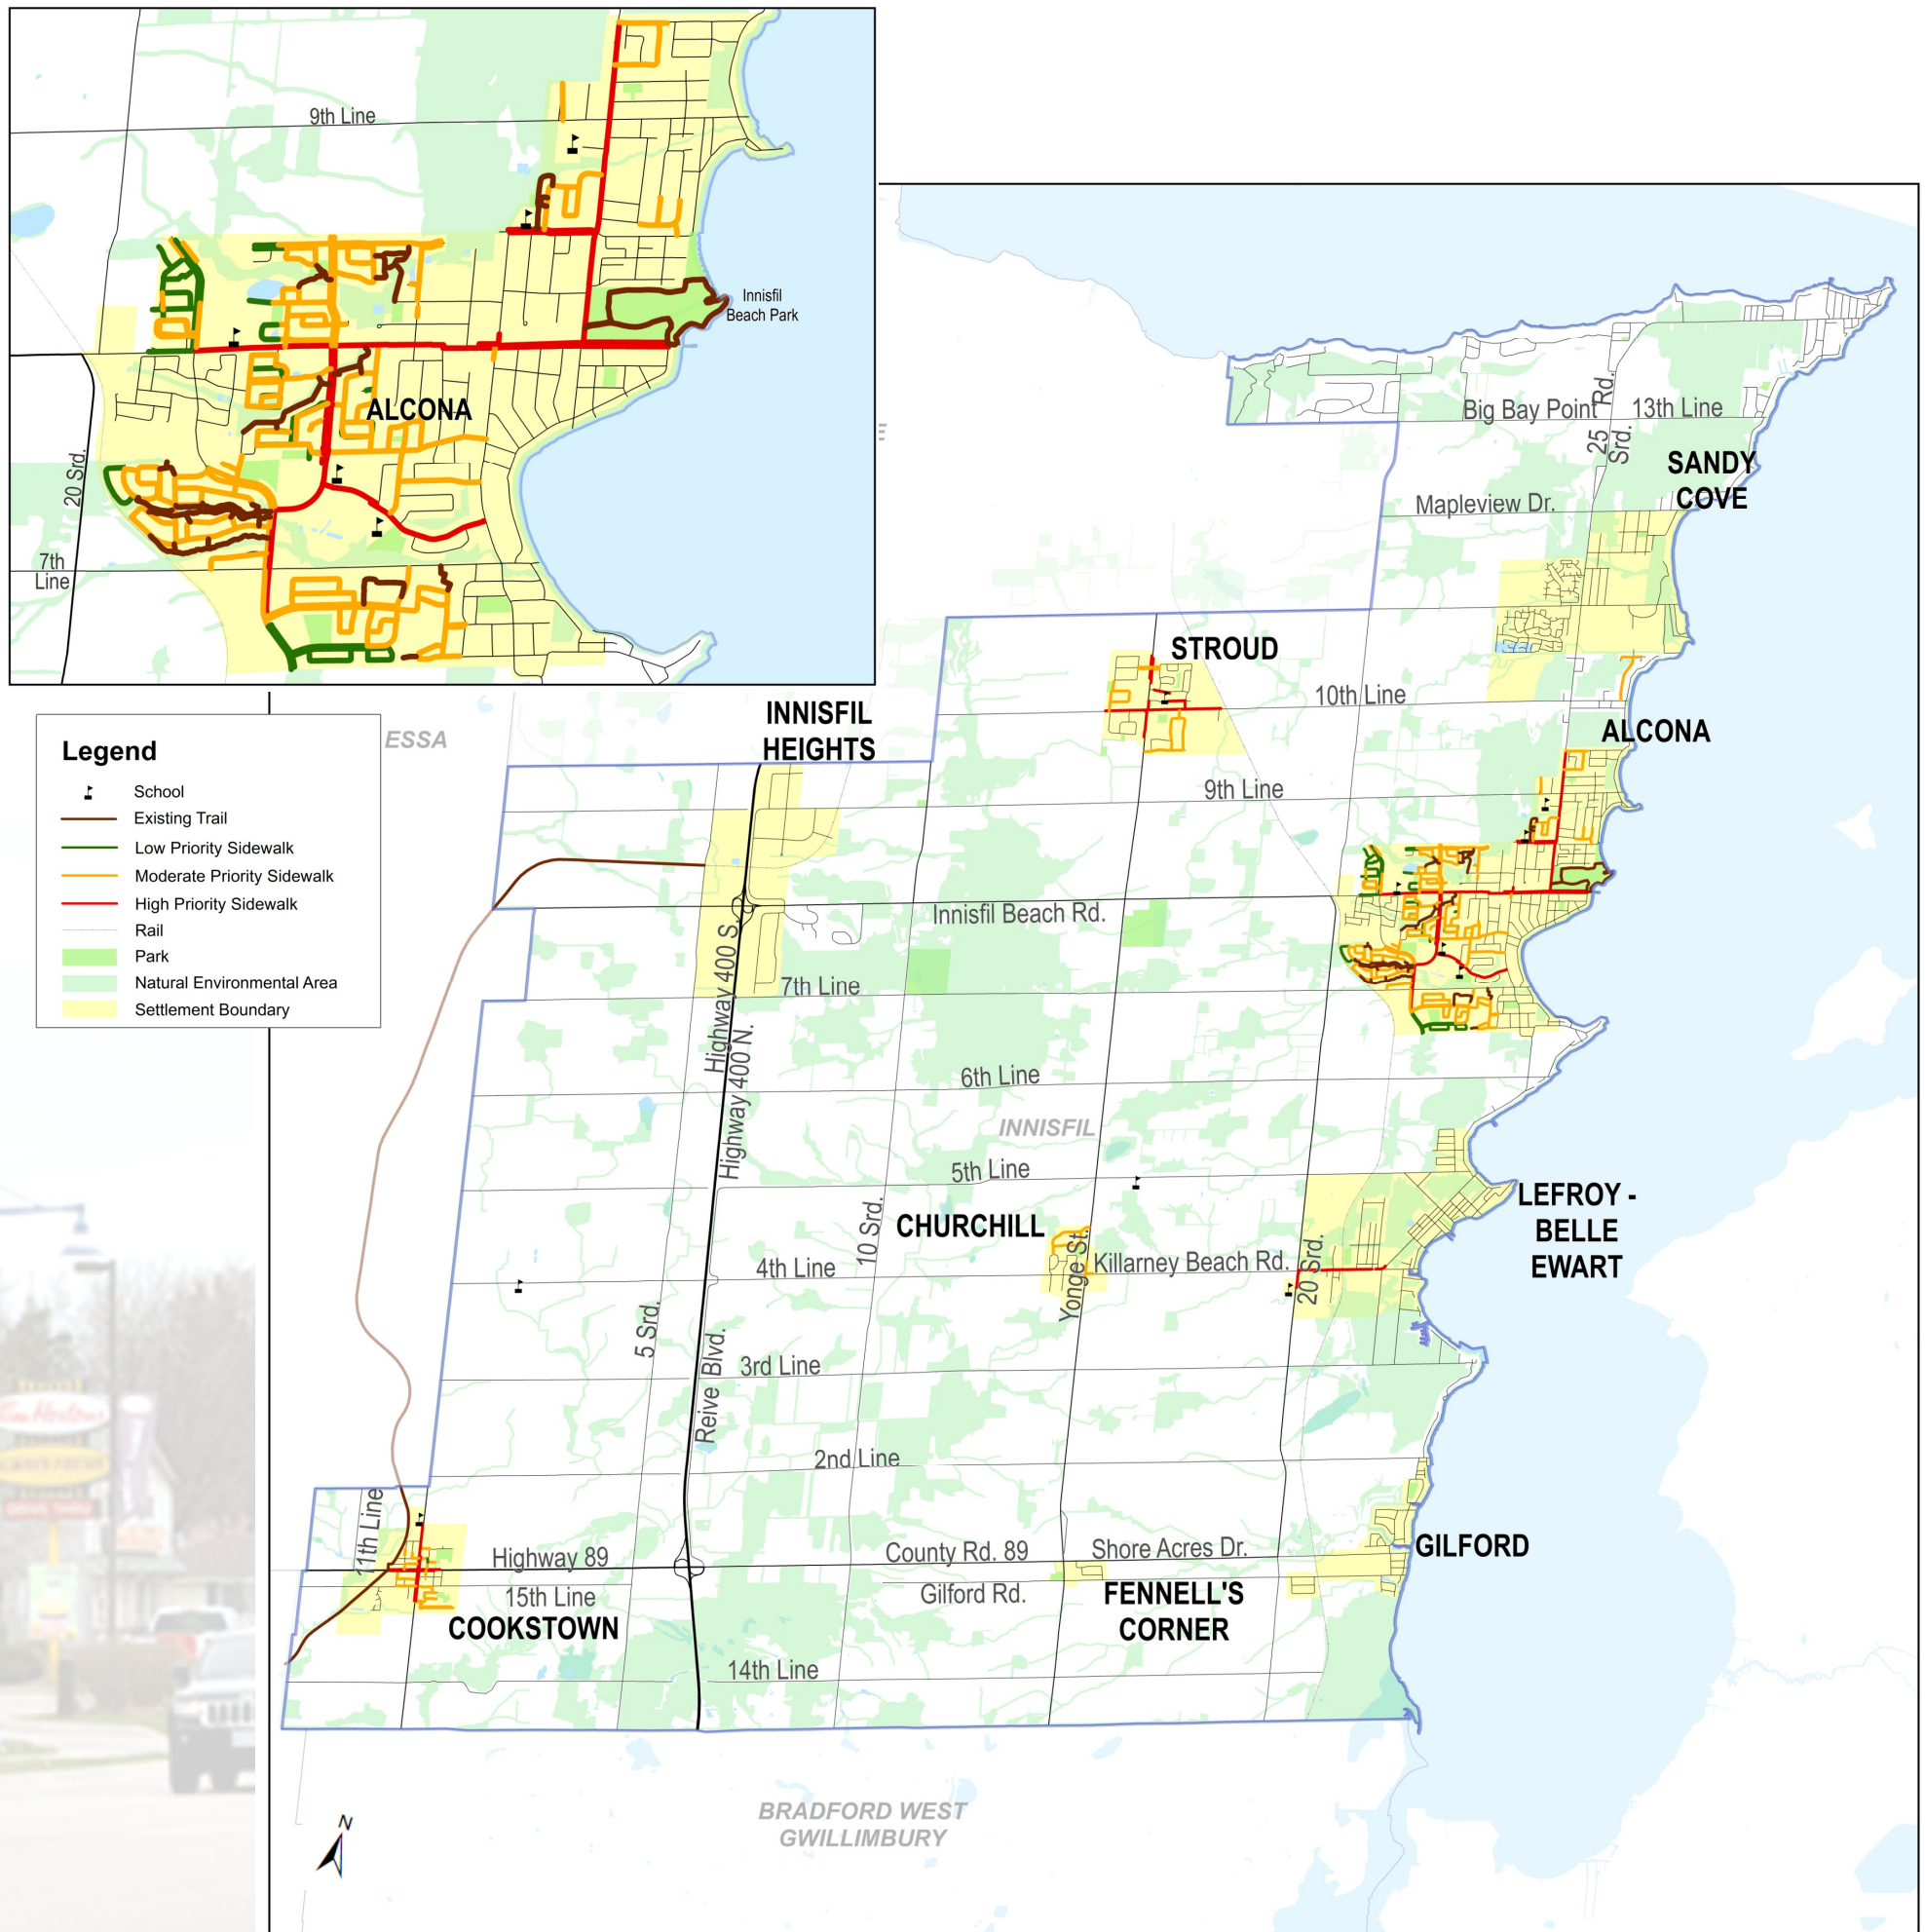 9th Line
Innisfil
Beach Park
ALCONA
20 Srd.
7th
Line
Legend
School
Existing Trail
Low Priority Sidewalk
Moderate Priority Sidewalk
High Priority Sidewalk
Rail
Park
Natural Environmental Area
Settlement Boundary
ESSA
INNISFIL
HEIGHTS
STROUD
10th Line
Big Bay Point Rd.
13th Line
25
Srd.
SANDY
COVE
Mapleview Dr.
ALCONA
9th Line
Innisfil Beach Rd.
Highway 400 S.
Highway 400 N.
7th Line
6th Line
INNISFIL
5th Line
CHURCHILL
10 Srd.
4th Line
Yonge St.
Killarney Beach Rd.
20 Srd.
LEFROY -
BELLE
EWART
5 Srd.
Reive Blvd.
3rd Line
2nd Line
11th Line
Highway 89
15th Line
COOKSTOWN
County Rd. 89
Gilford Rd.
Shore Acres Dr.
FENNELL'S
CORNER
GILFORD
14th Line
BRADFORD WEST
GWILLIMBURY
N